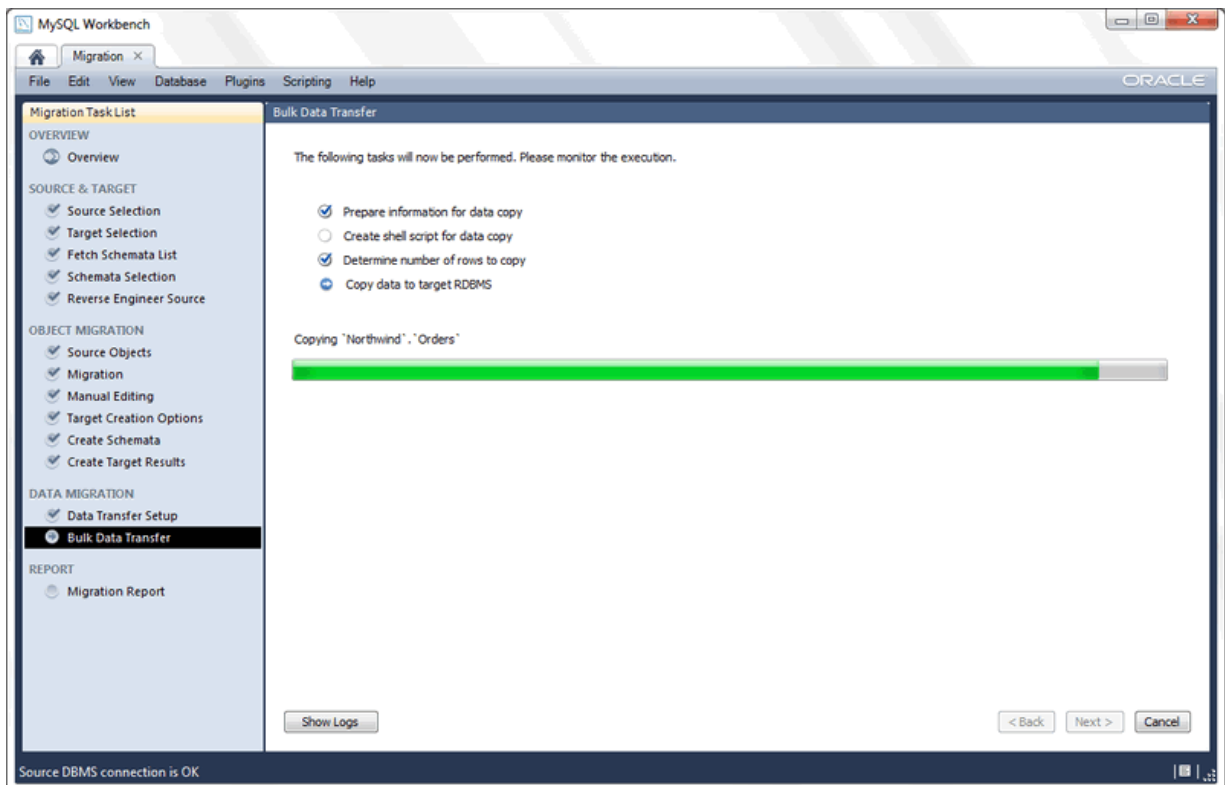 MySQL Workbench
Migration
File Edit View Database Plugins Scripting Help ORACLE
Migration Task List
OVERVIEW
Overview
SOURCE & TARGET
Source Selection
Target Selection
Fetch Schemata List
Schemata Selection
Reverse Engineer Source
OBJECT MIGRATION
Source Objects
Migration
Manual Editing
Target Creation Options
Create Schemata
Create Target Results
DATA MIGRATION
Data Transfer Setup
Bulk Data Transfer
REPORT
Migration Report
Bulk Data Transfer
The following tasks will now be performed. Please monitor the execution.
Prepare information for data copy
Create shell script for data copy
Determine number of rows to copy
Copy data to target RDBMS
Copying `Northwind`.`Orders`
Show Logs < Back Next > Cancel
Source DBMS connection is OK